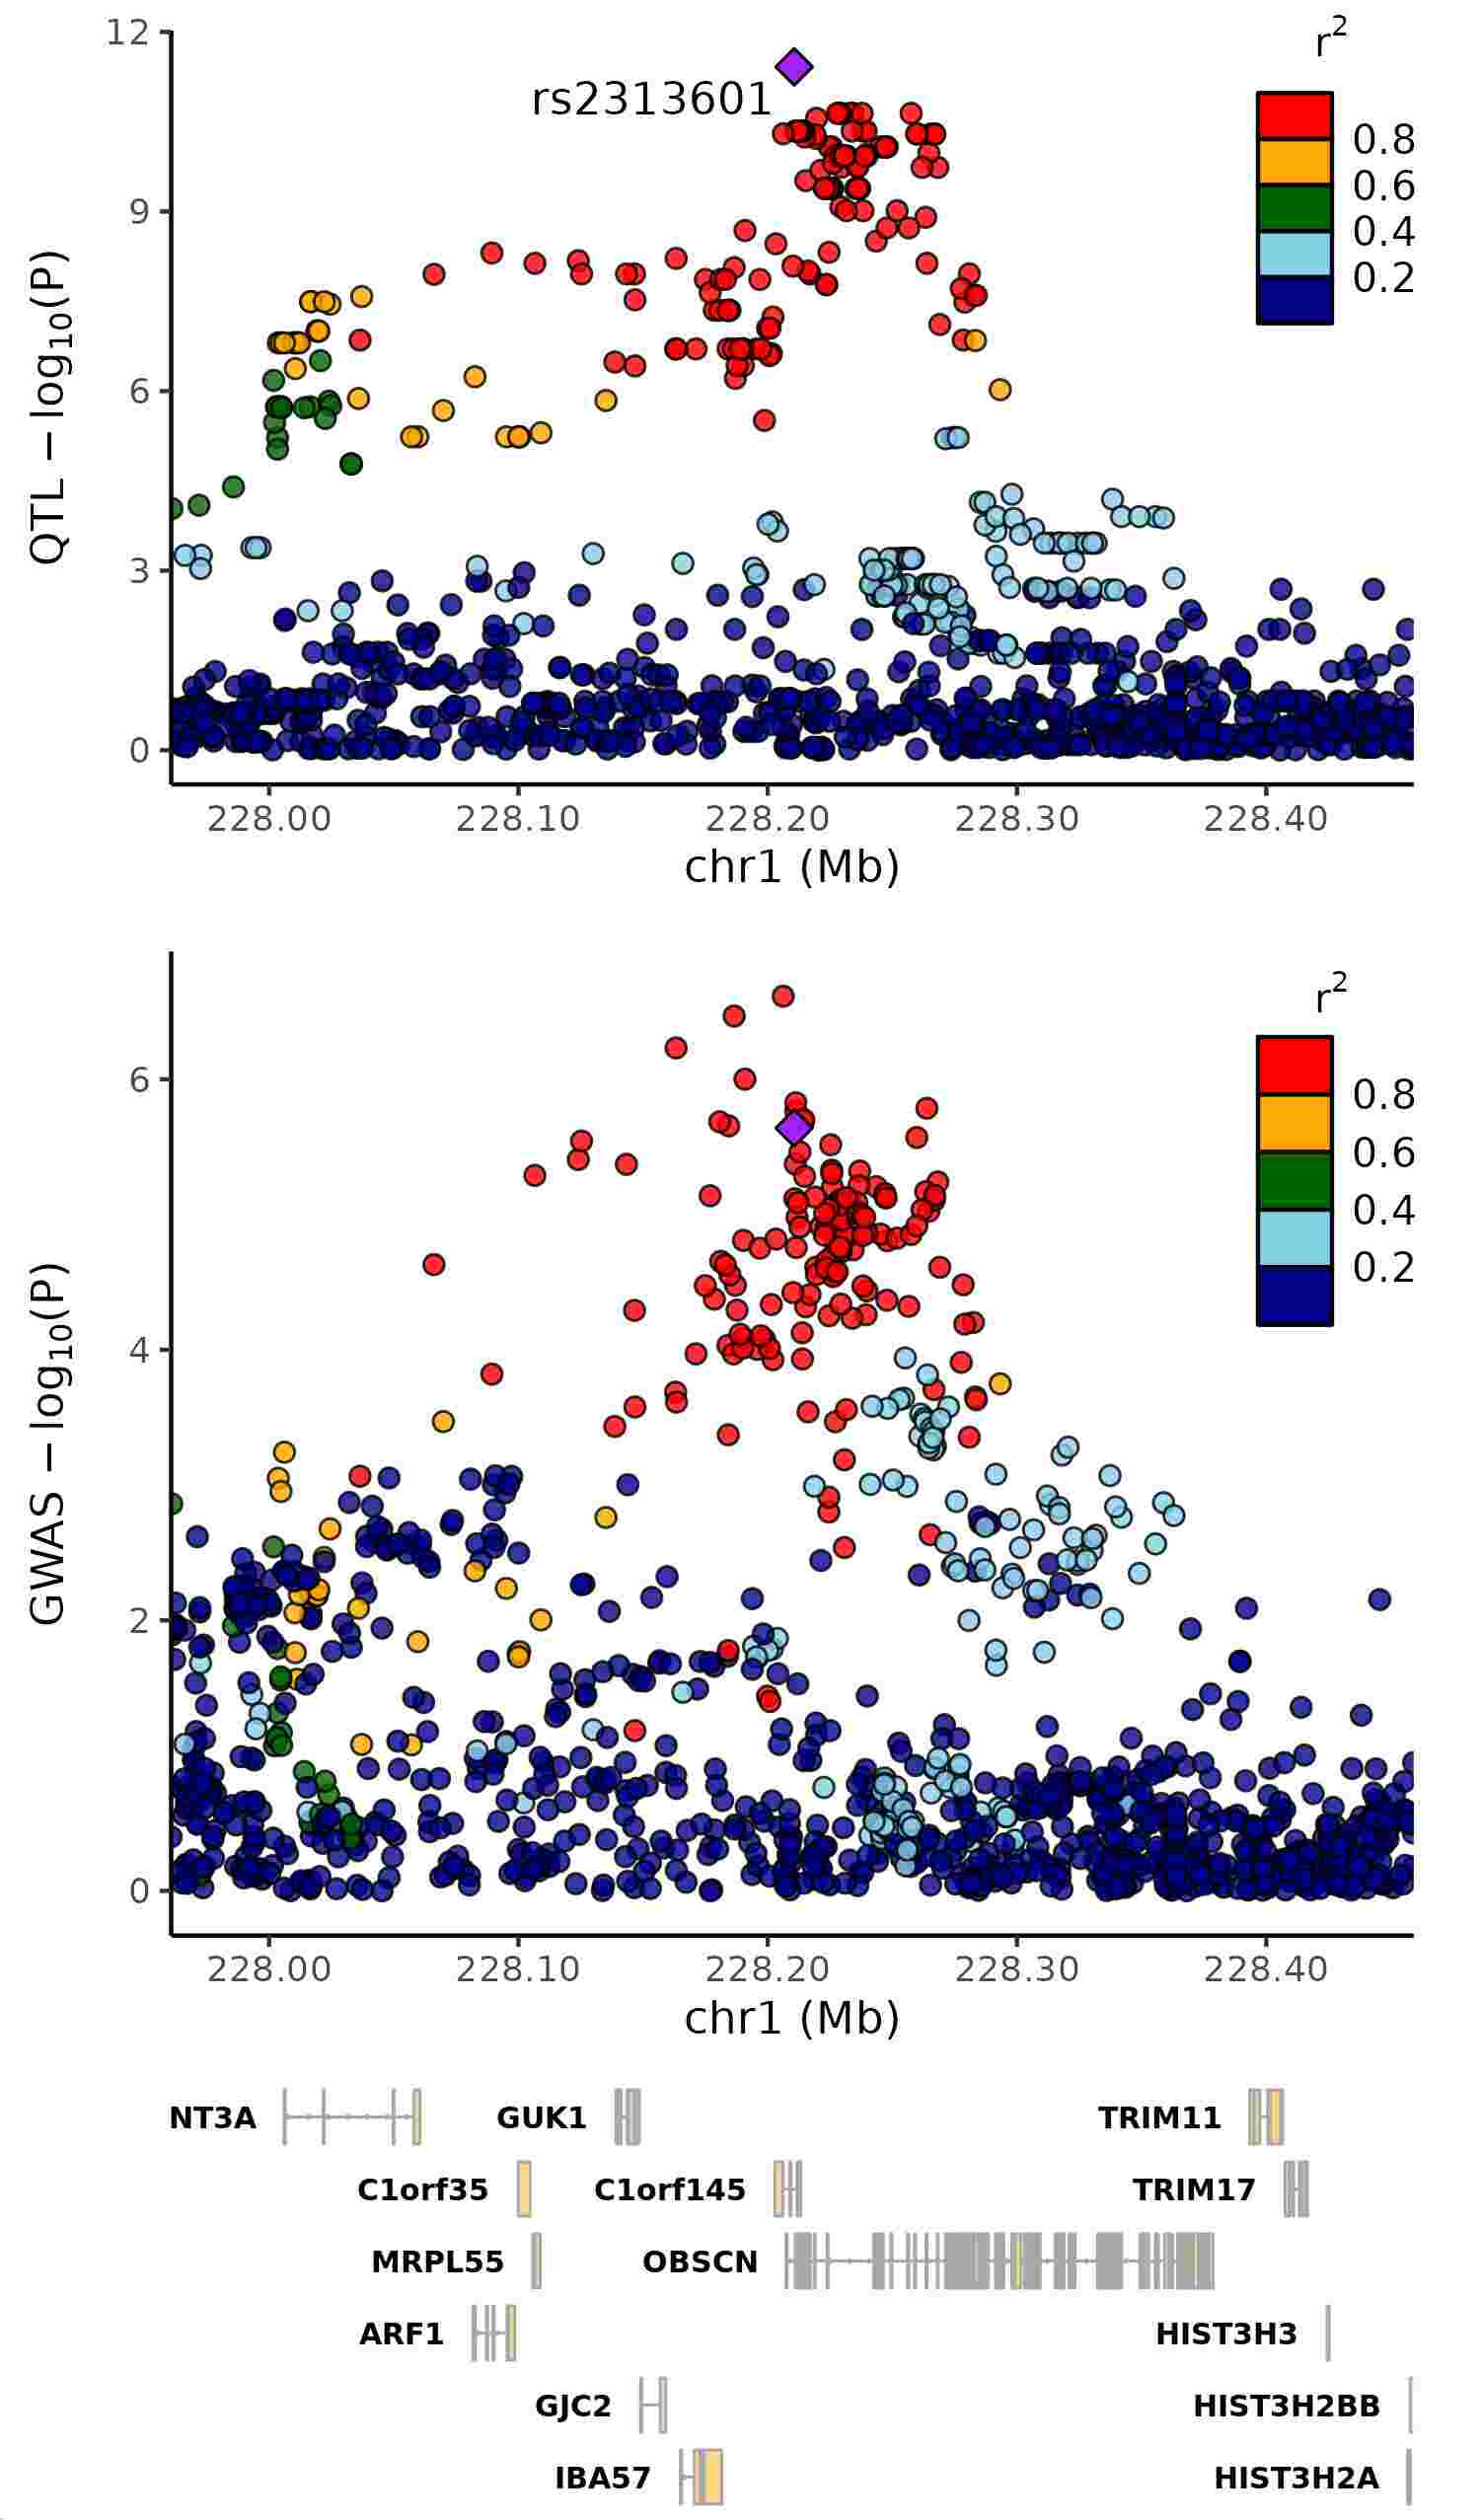 12
r2
rs2313601
0.8
0.6
0.4
0.2
9
6
3
0
QTL − log10(P)
228.00 228.10 228.20 228.30 228.40
chr1 (Mb)
r2
0.8
0.6
0.4
0.2
6
4
2
0
GWAS − log10(P)
228.00 228.10 228.20 228.30 228.40
chr1 (Mb)
NT3A GUK1 TRIM11
C1orf35 C1orf145 TRIM17
MRPL55 OBSCN
ARF1 HIST3H3
GJC2 HIST3H2BB
IBA57 HIST3H2A